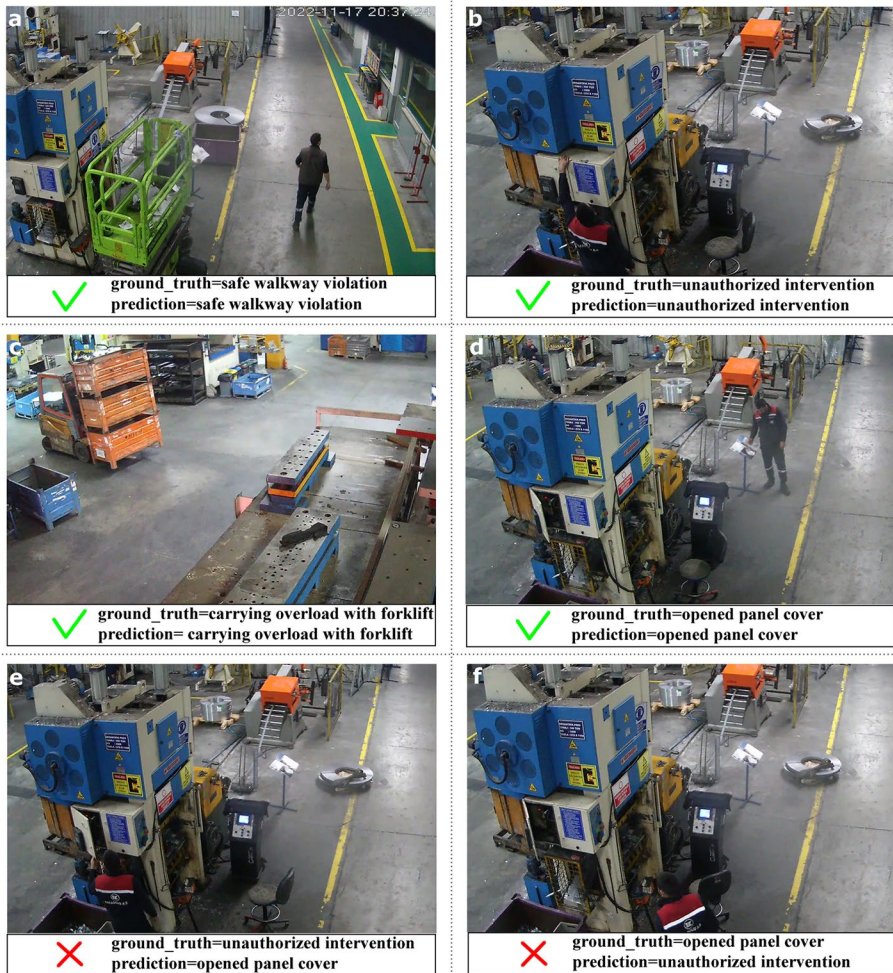 a
2022-11-17 20:37:24
ground_truth=safe walkway violation
prediction=safe walkway violation
b
ground_truth=unauthorized intervention
prediction=unauthorized intervention
c
ground_truth=carrying overload with forklift
prediction= carrying overload with forklift
d
ground_truth=opened panel cover
prediction=opened panel cover
e
ground_truth=unauthorized intervention
prediction=opened panel cover
f
ground_truth=opened panel cover
prediction=unauthorized intervention